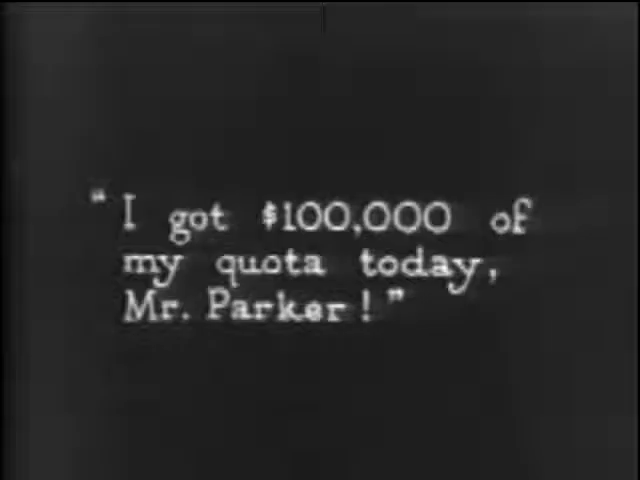 "I got $100,000 of
my quota today,
Mr. Parker!"